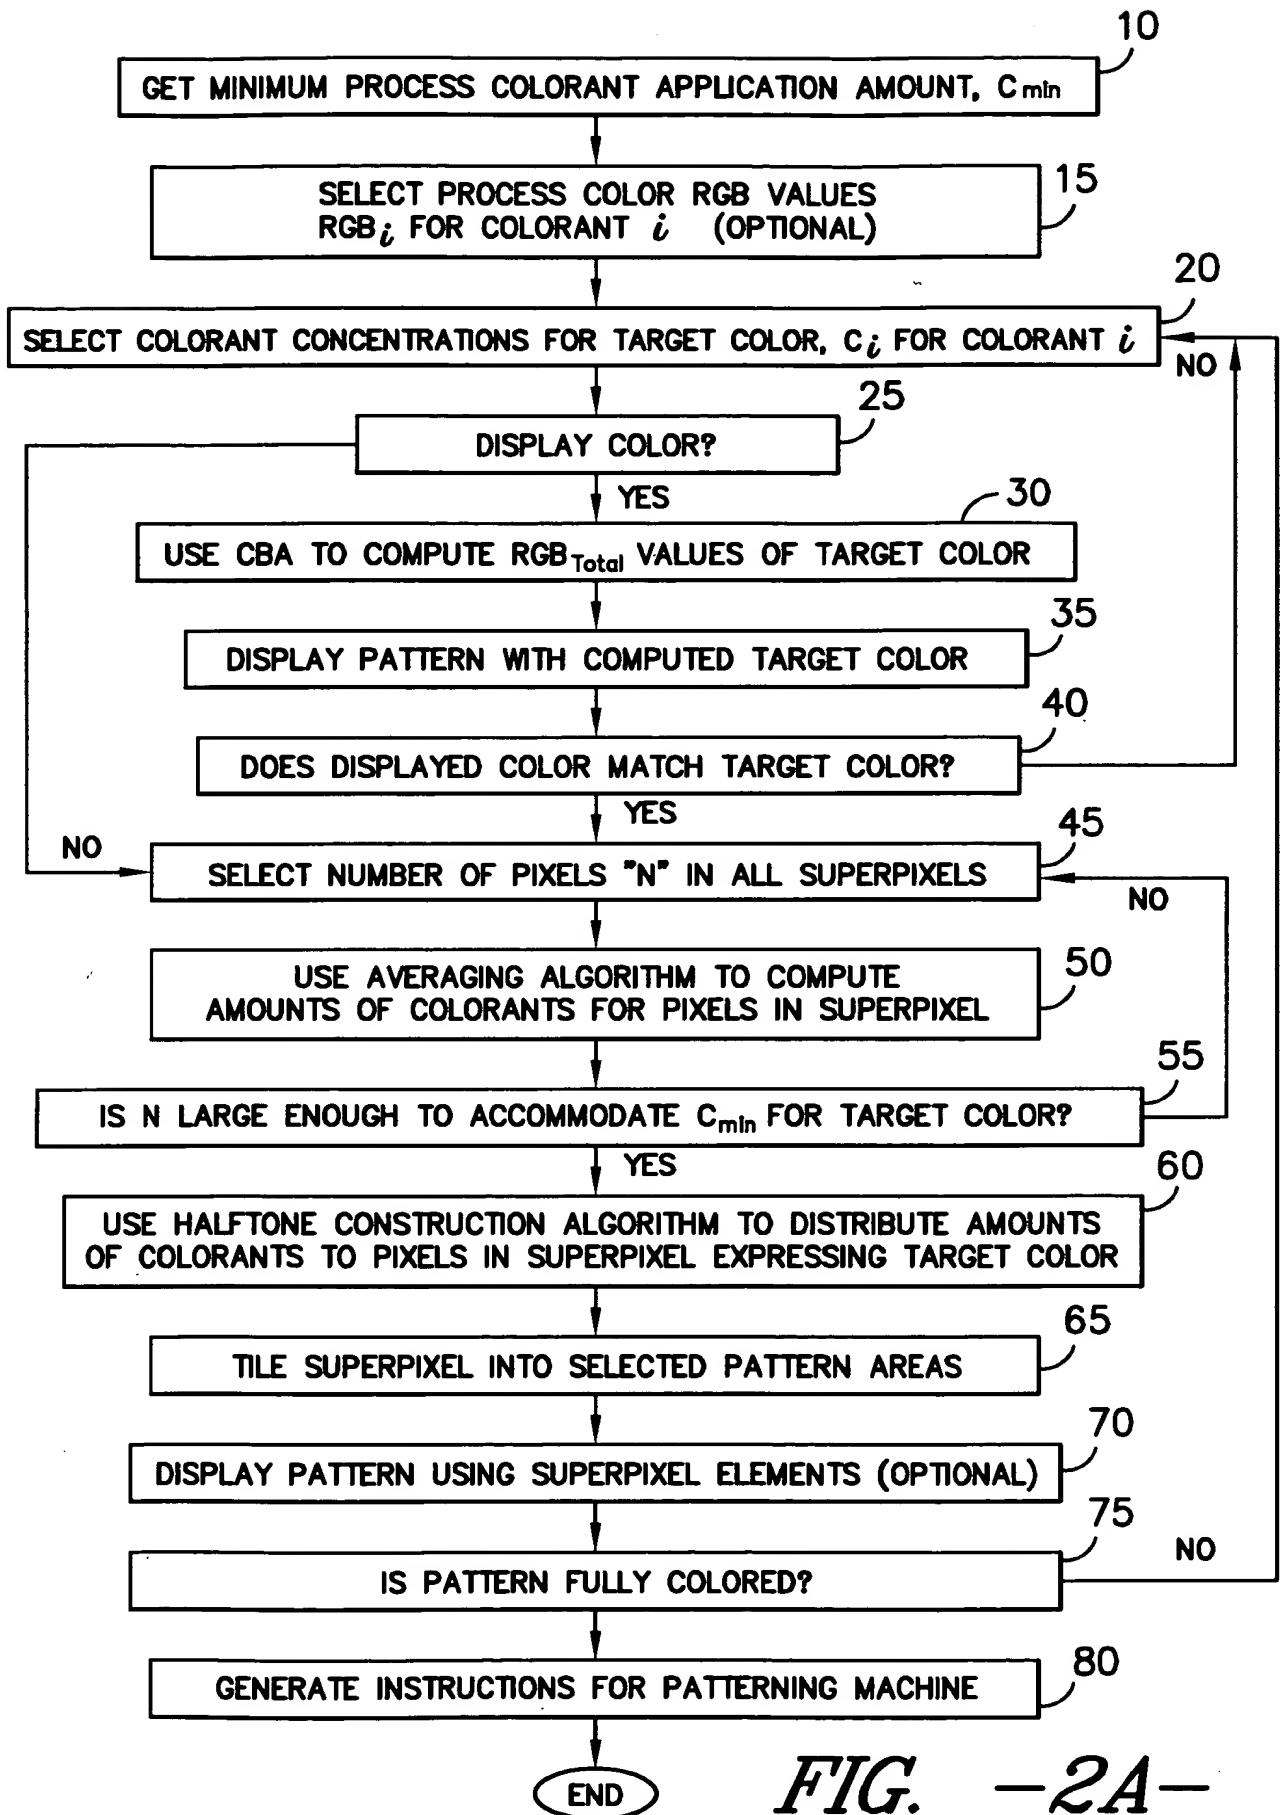 10
GET MINIMUM PROCESS COLORANT APPLICATION AMOUNT, Cmin
15
SELECT PROCESS COLOR RGB VALUES
RGBi FOR COLORANT i (OPTIONAL)
20
SELECT COLORANT CONCENTRATIONS FOR TARGET COLOR, Ci FOR COLORANT i
NO
25
DISPLAY COLOR?
YES
30
USE CBA TO COMPUTE RGBTotal VALUES OF TARGET COLOR
35
DISPLAY PATTERN WITH COMPUTED TARGET COLOR
40
DOES DISPLAYED COLOR MATCH TARGET COLOR?
YES
NO
45
SELECT NUMBER OF PIXELS "N" IN ALL SUPERPIXELS
NO
50
USE AVERAGING ALGORITHM TO COMPUTE
AMOUNTS OF COLORANTS FOR PIXELS IN SUPERPIXEL
55
IS N LARGE ENOUGH TO ACCOMMODATE Cmin FOR TARGET COLOR?
YES
60
USE HALFTONE CONSTRUCTION ALGORITHM TO DISTRIBUTE AMOUNTS
OF COLORANTS TO PIXELS IN SUPERPIXEL EXPRESSING TARGET COLOR
65
TILE SUPERPIXEL INTO SELECTED PATTERN AREAS
70
DISPLAY PATTERN USING SUPERPIXEL ELEMENTS (OPTIONAL)
75
IS PATTERN FULLY COLORED?
NO
80
GENERATE INSTRUCTIONS FOR PATTERNING MACHINE
END
FIG. -2A-